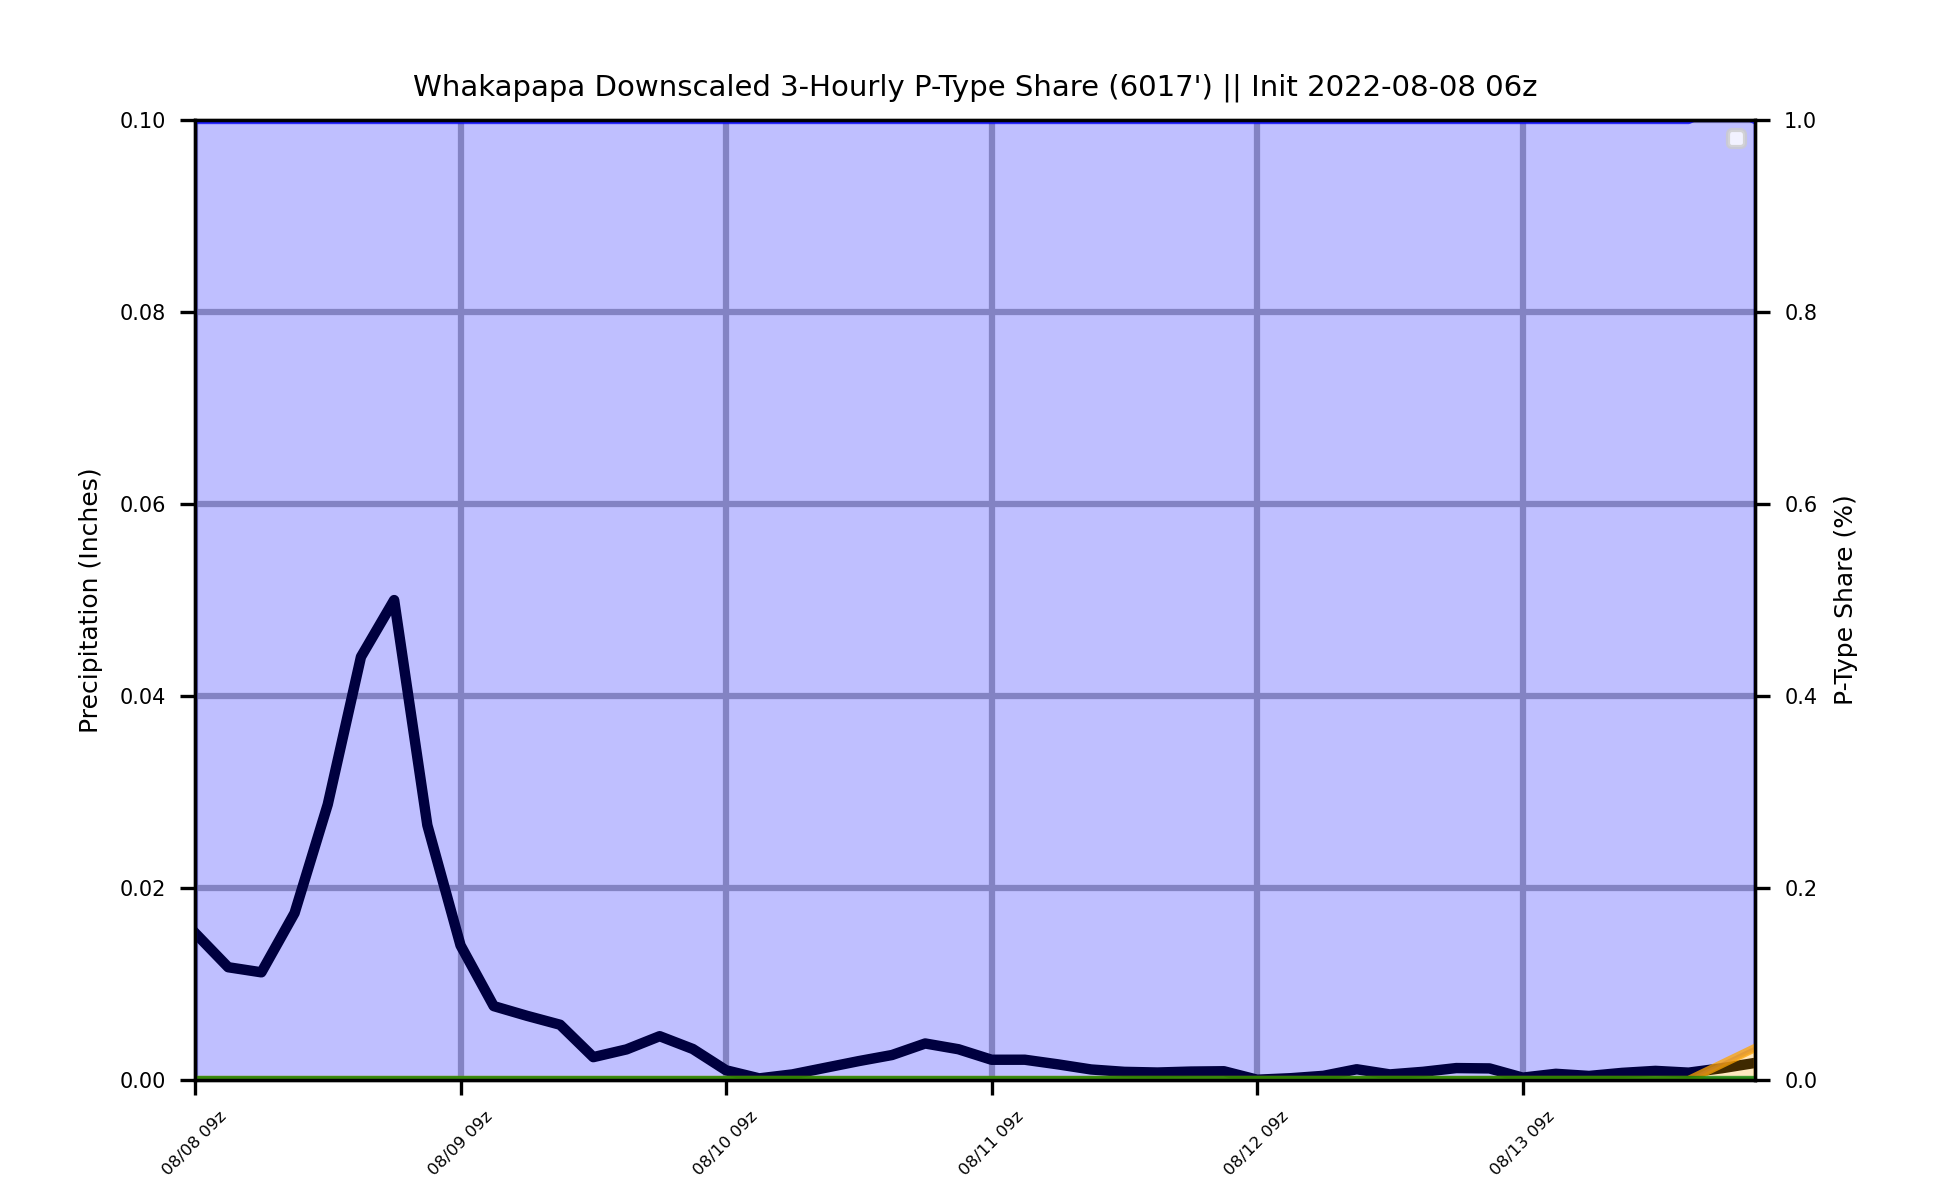 Whakapapa Downscaled 3-Hourly P-Type Share (6017') || Init 2022-08-08 06z
Precipitation (Inches)
0.10
0.08
0.06
0.04
0.02
0.00
1.0
0.8
0.6
0.4
0.2
0.0
P-Type Share (%)
08/08 09z
08/09 09z
08/10 09z
08/11 09z
08/12 09z
08/13 09z